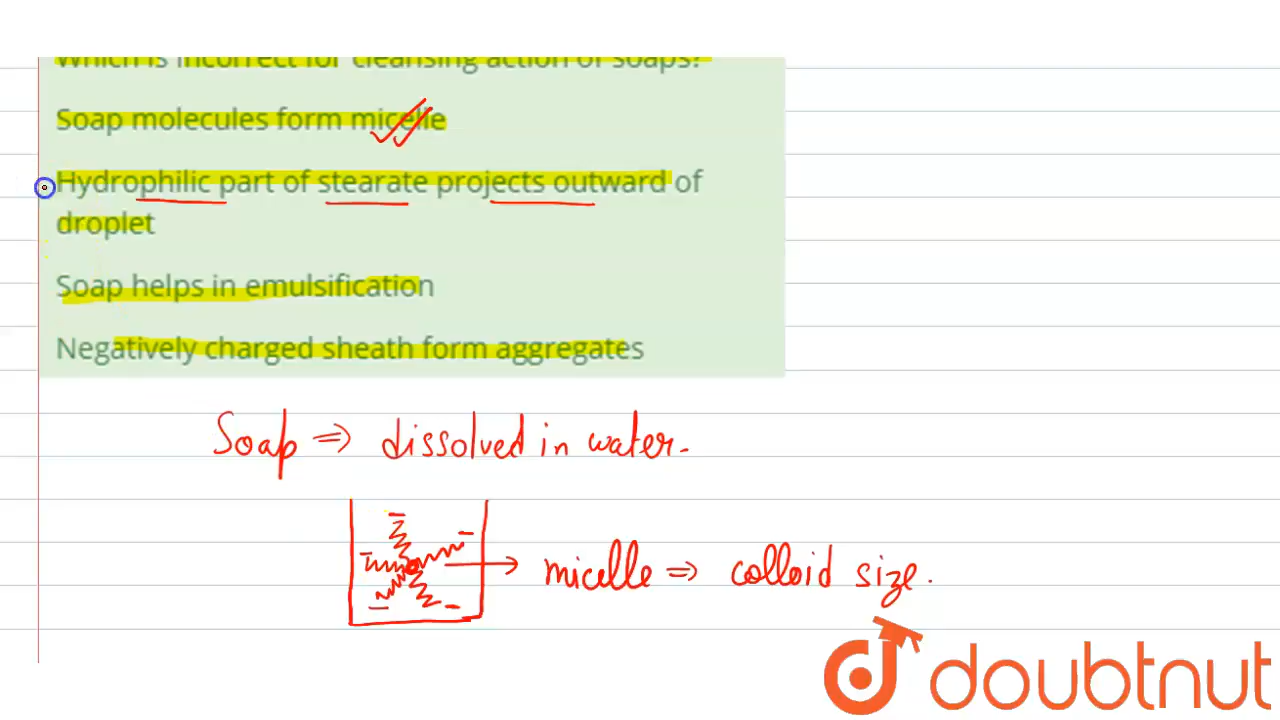 Which is incorrect for cleansing action of soaps?
Soap molecules form micelle
Hydrophilic part of stearate projects outward of
droplet
Soap helps in emulsification
Negatively charged sheath form aggregates
Soap ⇒ dissolved in water.
micelle ⇒ colloid size.
doubtnut